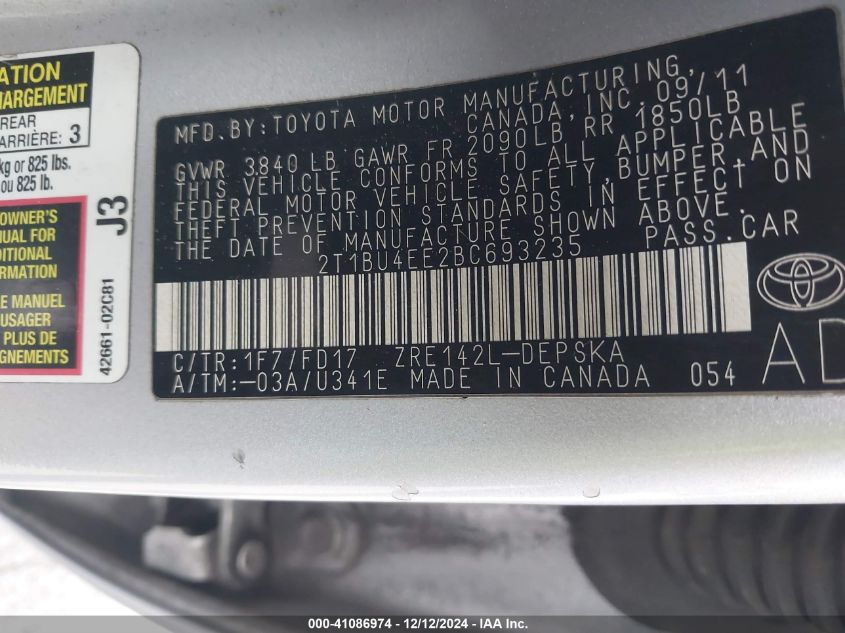 ATION
HARGEMENT
REAR
ARRIÈRE: 3
kg or 825 lbs.
ou 825 lb.
OWNER'S
NUAL FOR
DITIONAL
ORMATION
E MANUEL
USAGER
PLUS DE
IGNEMENTS
J3
42661-02C81
MFD. BY: TOYOTA MOTOR MANUFACTURING,
CANADA, INC. 09/11
GVWR 3840 LB GAWR FR 2090LB, RR 1850LB
THIS VEHICLE CONFORMS TO ALL APPLICABLE
FEDERAL MOTOR VEHICLE SAFETY, BUMPER, AND
THEFT PREVENTION STANDARDS IN EFFECT ON
THE DATE OF MANUFACTURE SHOWN ABOVE.
2T1BU4EE2BC693235 PASS.CAR
C/TR: 1F7/FD17 ZRE142L-DEPSKA
A/TM: -03A/U341E MADE IN CANADA 054
AD
000-41086974 - 12/12/2024 - IAA Inc.